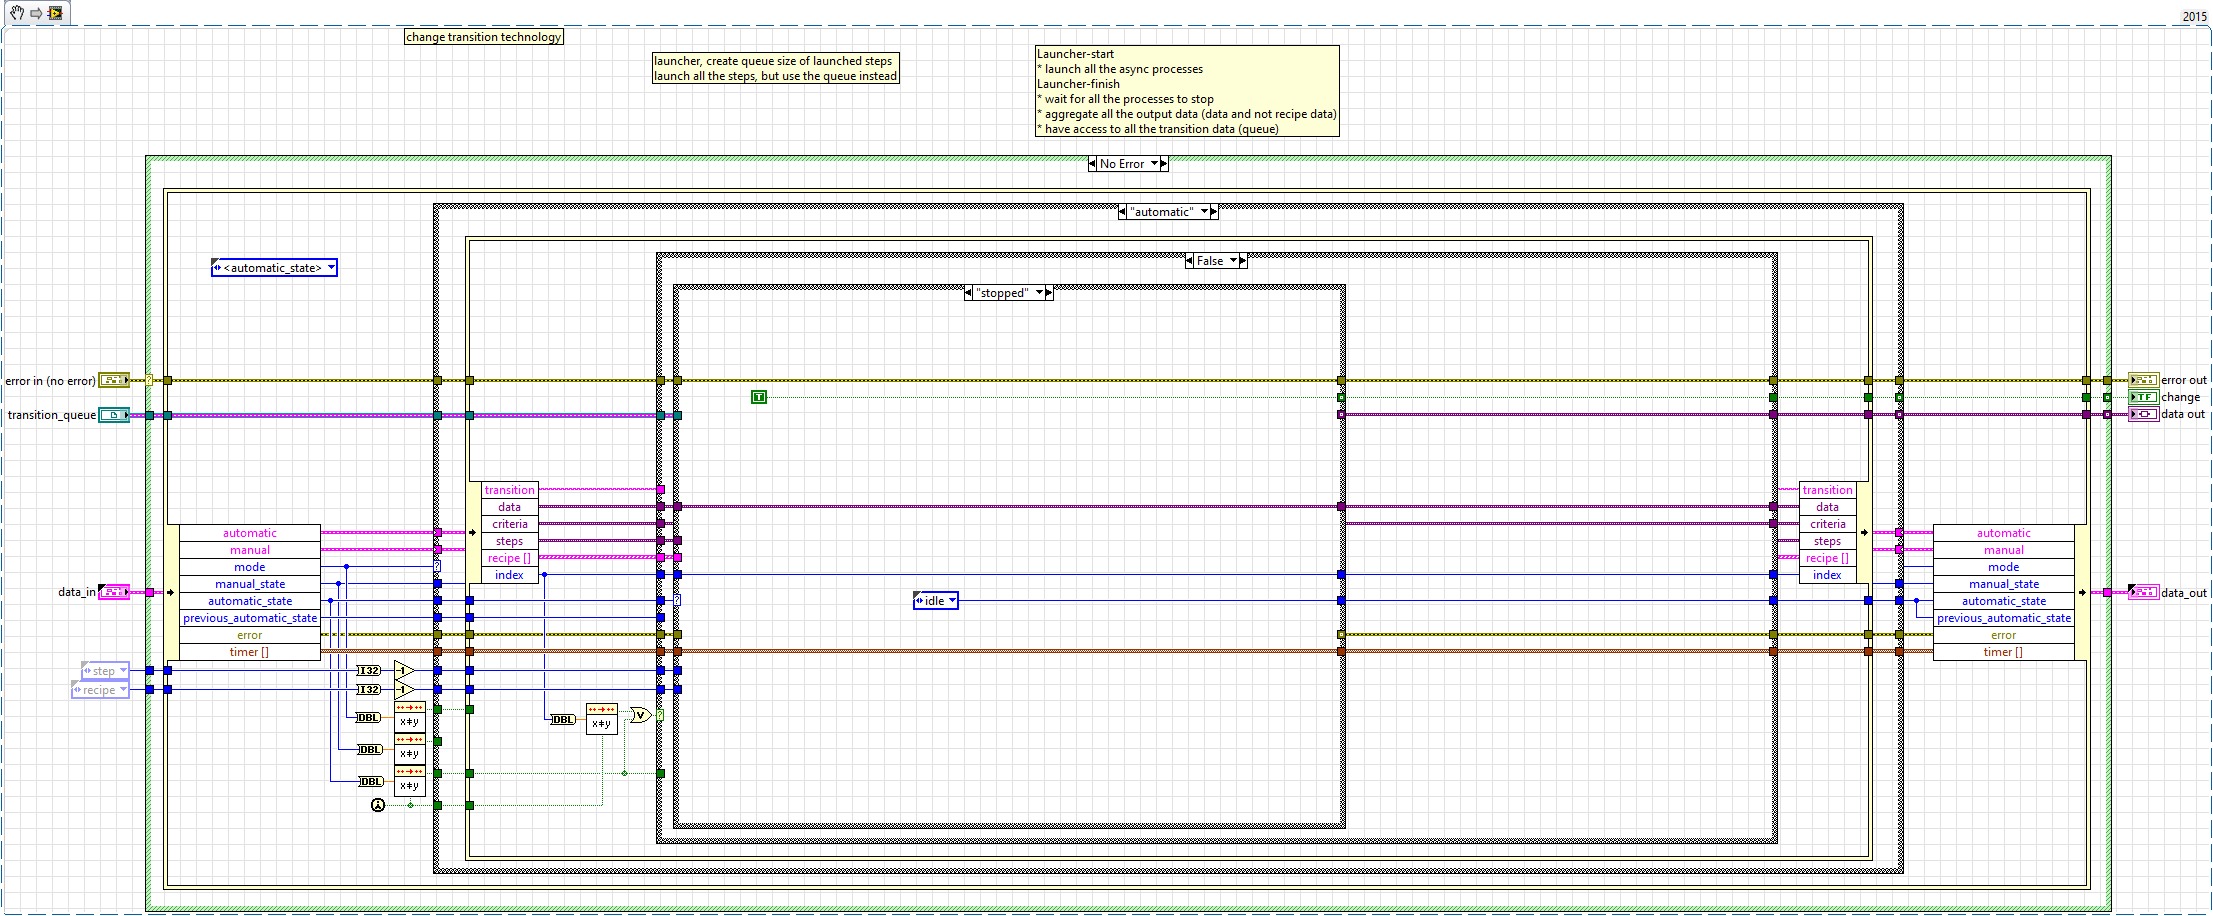 2015
change transition technology
launcher, create queue size of launched steps
launch all the steps, but use the queue instead
Launcher-start
* launch all the async processes
Launcher-finish
* wait for all the processes to stop
* aggregate all the output data (data and not recipe data)
* have access to all the transition data (queue)
No Error
"automatic"
<automatic_state>
False
"stopped"
error in (no error)
?
error out
T
TF
change
transition_queue
data out
transition
data
criteria
steps
recipe []
index
transition
data
criteria
steps
recipe []
index
automatic
manual
mode
?
manual_state
automatic_state
?
previous_automatic_state
error
timer []
data_in
idle
automatic
manual
mode
manual_state
automatic_state
previous_automatic_state
error
timer []
data_out
step
I32
-1
recipe
I32
-1
DBL
x≠y
DBL
x≠y
V
?
DBL
x≠y
DBL
x≠y